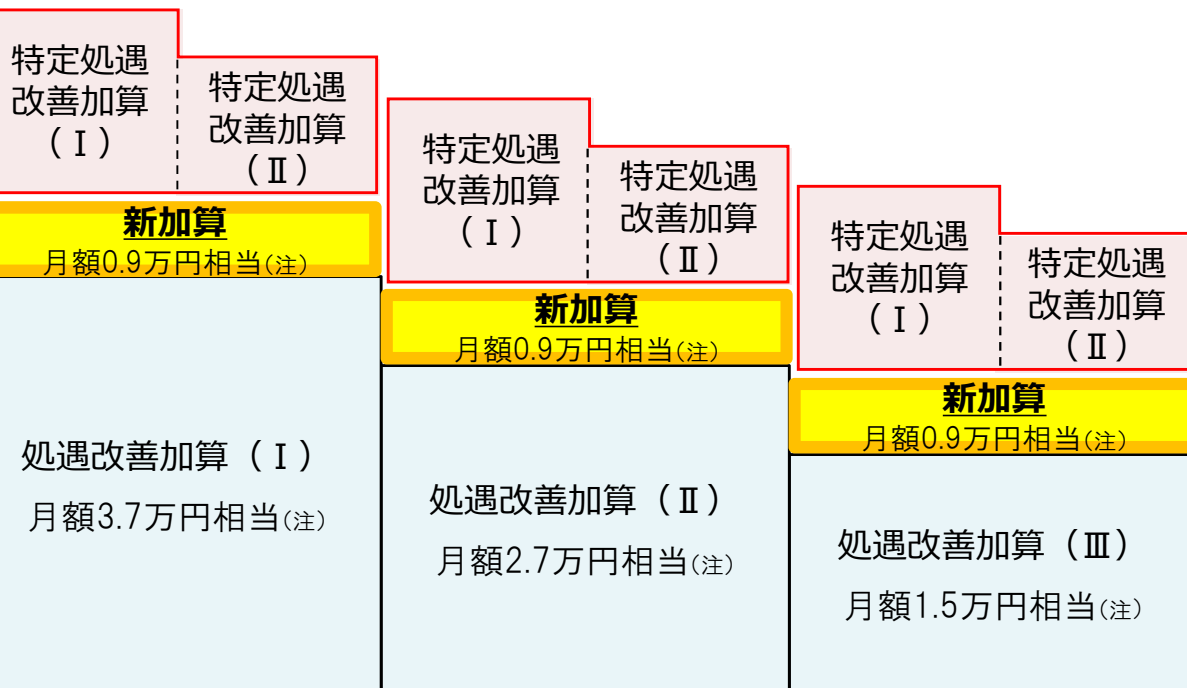 特定処遇
改善加算
(Ⅰ)
特定処遇
改善加算
(Ⅱ)
新加算
月額0.9万円相当(注)
処遇改善加算(Ⅰ)
月額3.7万円相当(注)
特定処遇
改善加算
(Ⅰ)
特定処遇
改善加算
(Ⅱ)
新加算
月額0.9万円相当(注)
処遇改善加算(Ⅱ)
月額2.7万円相当(注)
特定処遇
改善加算
(Ⅰ)
特定処遇
改善加算
(Ⅱ)
新加算
月額0.9万円相当(注)
処遇改善加算(Ⅲ)
月額1.5万円相当(注)